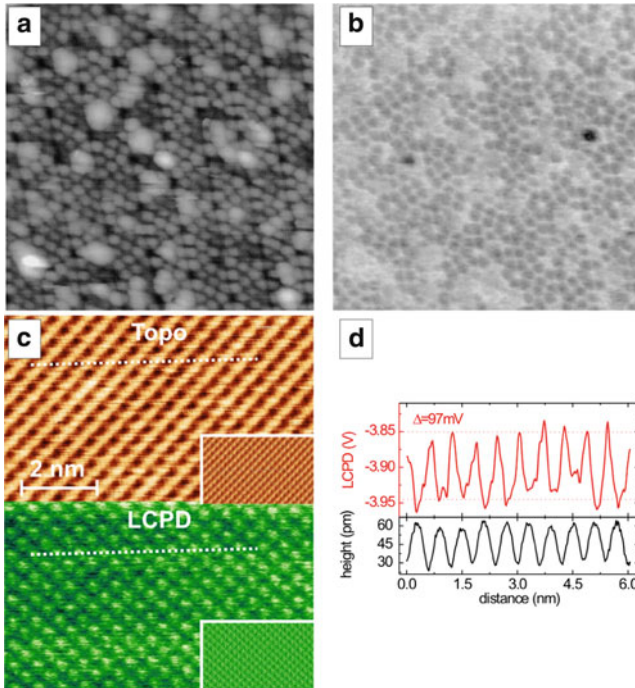 a
b
c
Topo
2 nm
LCPD
d
Δ=97mV
-3.85
-3.90
-3.95
LCPD (V)
60
45
30
height (pm)
0.0 1.5 3.0 4.5 6.0
distance (nm)